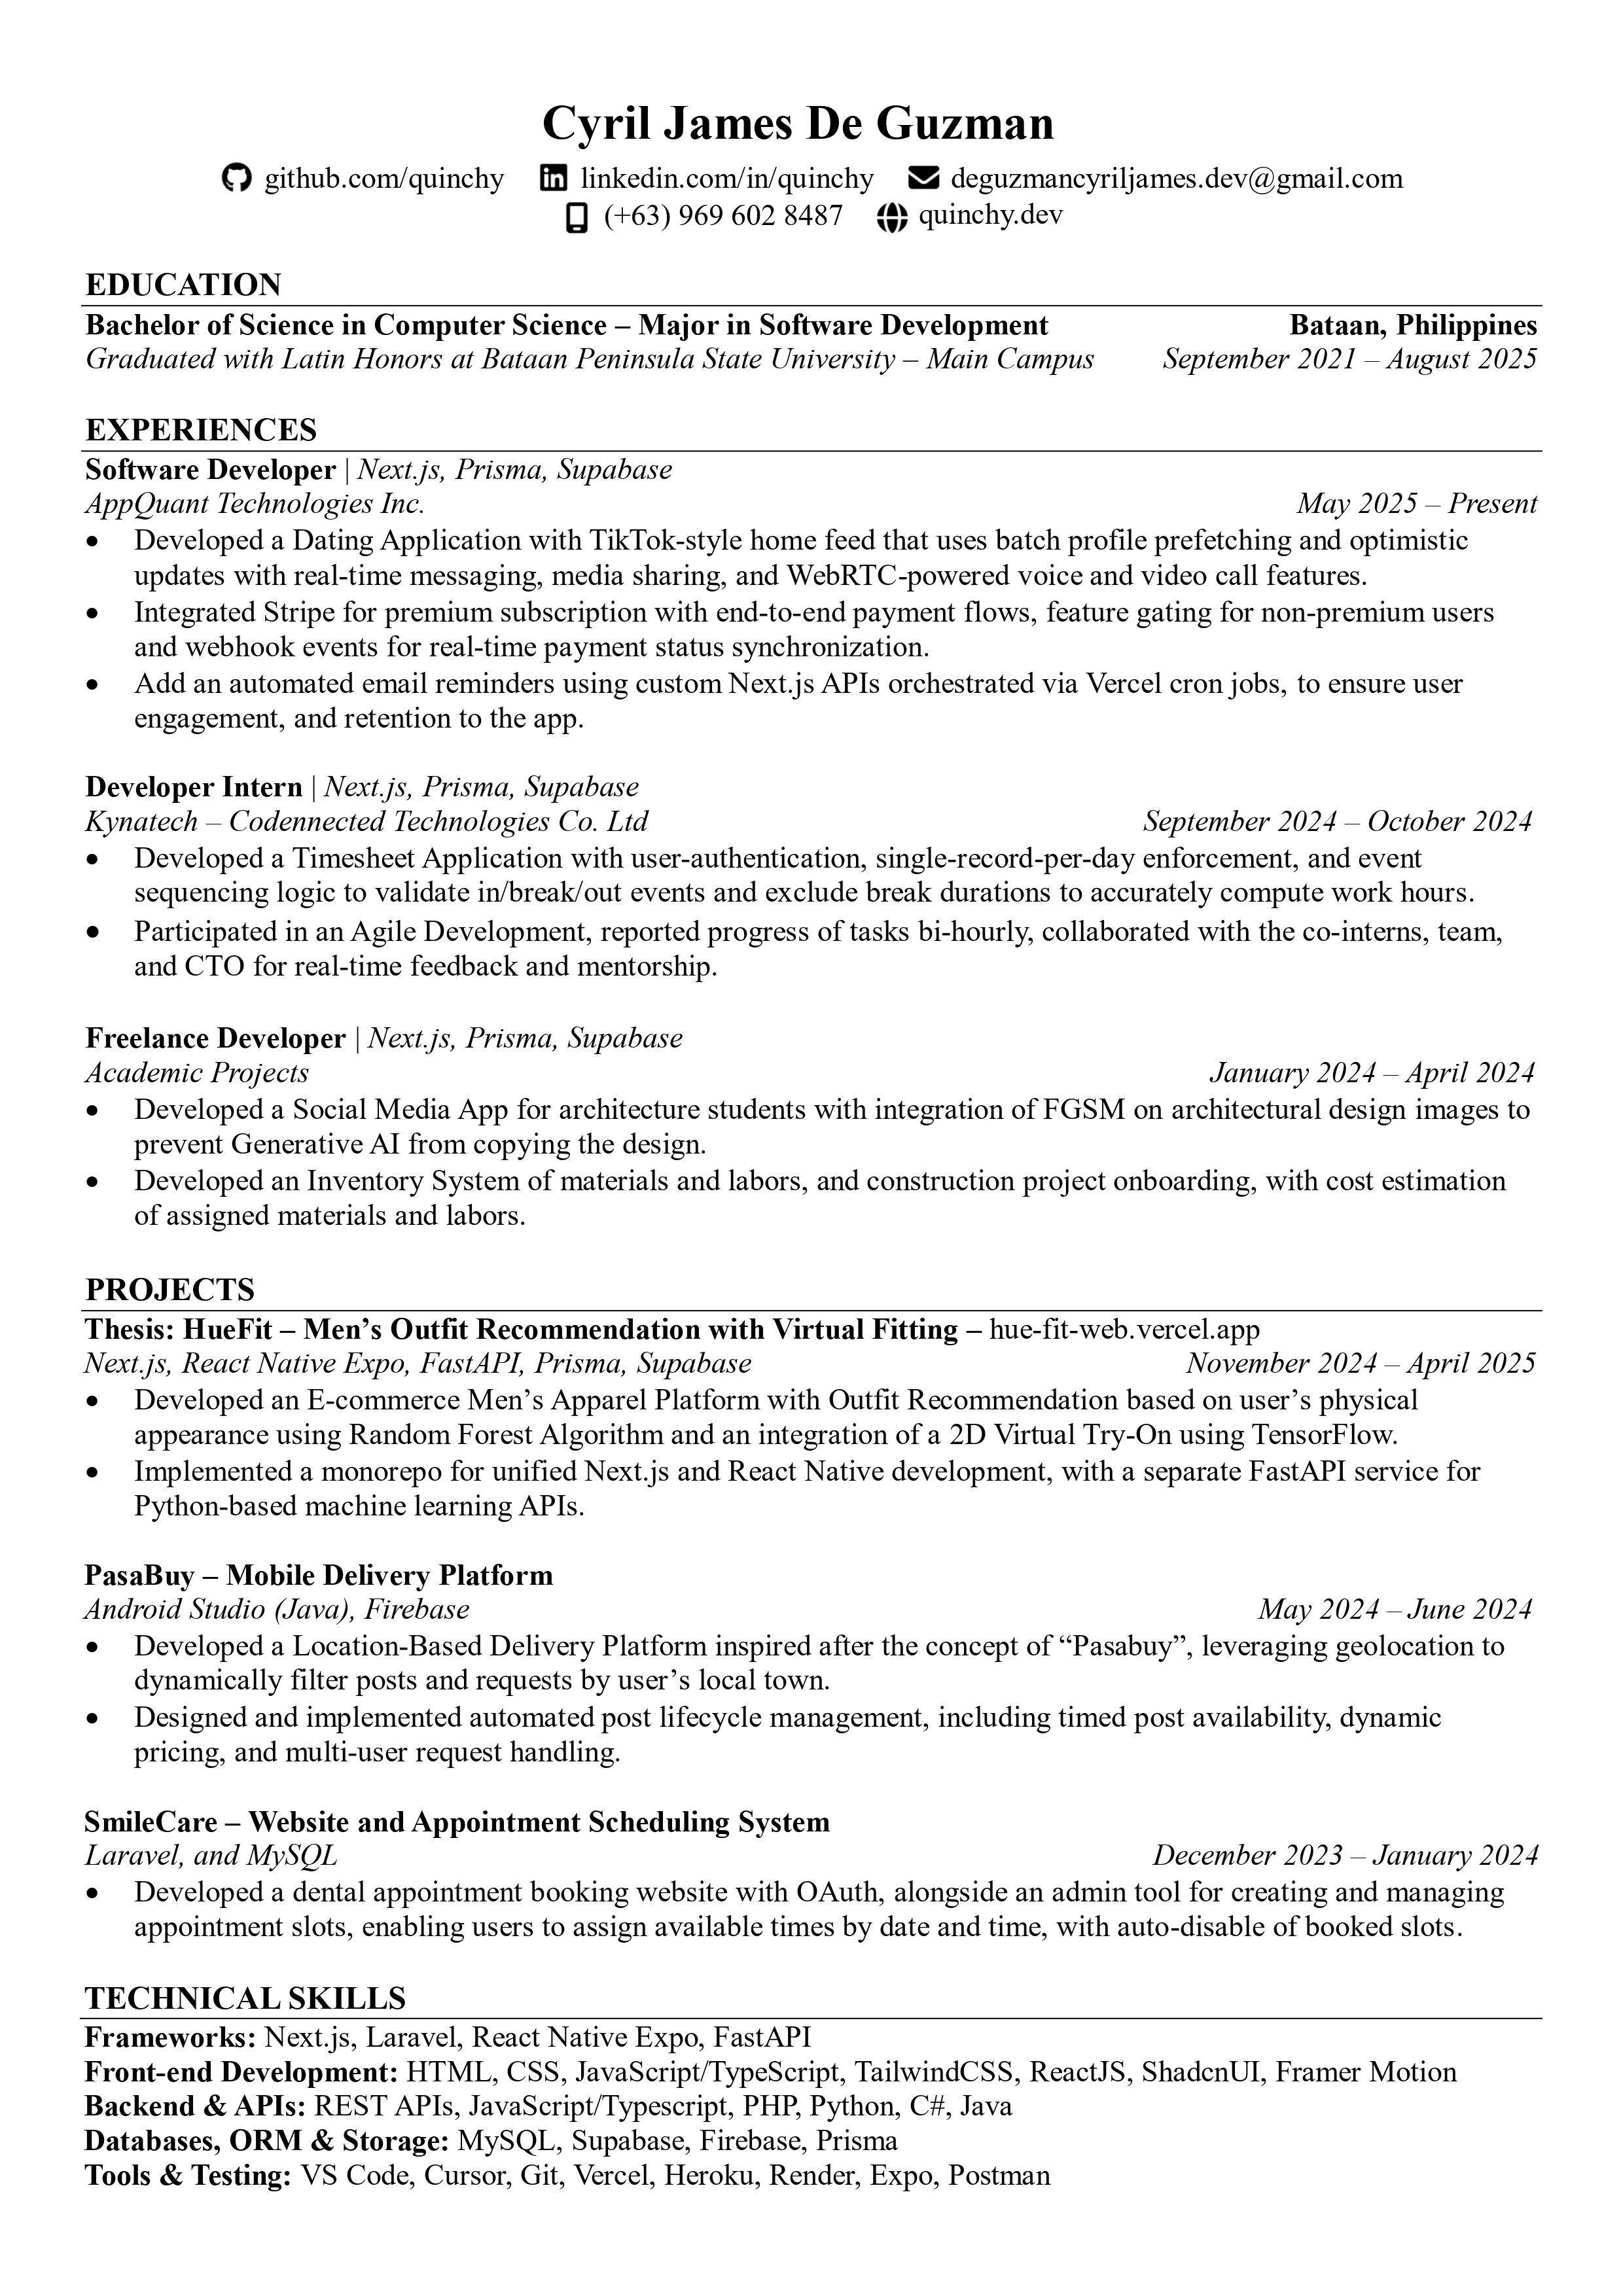 Cyril James De Guzman
github.com/quinchy linkedin.com/in/quinchy deguzmancyriljames.dev@gmail.com
(+63) 969 602 8487 quinchy.dev
EDUCATION
Bachelor of Science in Computer Science – Major in Software Development Bataan, Philippines
Graduated with Latin Honors at Bataan Peninsula State University – Main Campus September 2021 – August 2025
EXPERIENCES
Software Developer | Next.js, Prisma, Supabase
AppQuant Technologies Inc. May 2025 – Present
• Developed a Dating Application with TikTok-style home feed that uses batch profile prefetching and optimistic
updates with real-time messaging, media sharing, and WebRTC-powered voice and video call features.
• Integrated Stripe for premium subscription with end-to-end payment flows, feature gating for non-premium users
and webhook events for real-time payment status synchronization.
• Add an automated email reminders using custom Next.js APIs orchestrated via Vercel cron jobs, to ensure user
engagement, and retention to the app.
Developer Intern | Next.js, Prisma, Supabase
Kynatech – Codennected Technologies Co. Ltd September 2024 – October 2024
• Developed a Timesheet Application with user-authentication, single-record-per-day enforcement, and event
sequencing logic to validate in/break/out events and exclude break durations to accurately compute work hours.
• Participated in an Agile Development, reported progress of tasks bi-hourly, collaborated with the co-interns, team,
and CTO for real-time feedback and mentorship.
Freelance Developer | Next.js, Prisma, Supabase
Academic Projects January 2024 – April 2024
• Developed a Social Media App for architecture students with integration of FGSM on architectural design images to
prevent Generative AI from copying the design.
• Developed an Inventory System of materials and labors, and construction project onboarding, with cost estimation
of assigned materials and labors.
PROJECTS
Thesis: HueFit – Men’s Outfit Recommendation with Virtual Fitting – hue-fit-web.vercel.app
Next.js, React Native Expo, FastAPI, Prisma, Supabase November 2024 – April 2025
• Developed an E-commerce Men’s Apparel Platform with Outfit Recommendation based on user’s physical
appearance using Random Forest Algorithm and an integration of a 2D Virtual Try-On using TensorFlow.
• Implemented a monorepo for unified Next.js and React Native development, with a separate FastAPI service for
Python-based machine learning APIs.
PasaBuy – Mobile Delivery Platform
Android Studio (Java), Firebase May 2024 – June 2024
• Developed a Location-Based Delivery Platform inspired after the concept of “Pasabuy”, leveraging geolocation to
dynamically filter posts and requests by user’s local town.
• Designed and implemented automated post lifecycle management, including timed post availability, dynamic
pricing, and multi-user request handling.
SmileCare – Website and Appointment Scheduling System
Laravel, and MySQL December 2023 – January 2024
• Developed a dental appointment booking website with OAuth, alongside an admin tool for creating and managing
appointment slots, enabling users to assign available times by date and time, with auto-disable of booked slots.
TECHNICAL SKILLS
Frameworks: Next.js, Laravel, React Native Expo, FastAPI
Front-end Development: HTML, CSS, JavaScript/TypeScript, TailwindCSS, ReactJS, ShadcnUI, Framer Motion
Backend & APIs: REST APIs, JavaScript/Typescript, PHP, Python, C#, Java
Databases, ORM & Storage: MySQL, Supabase, Firebase, Prisma
Tools & Testing: VS Code, Cursor, Git, Vercel, Heroku, Render, Expo, Postman